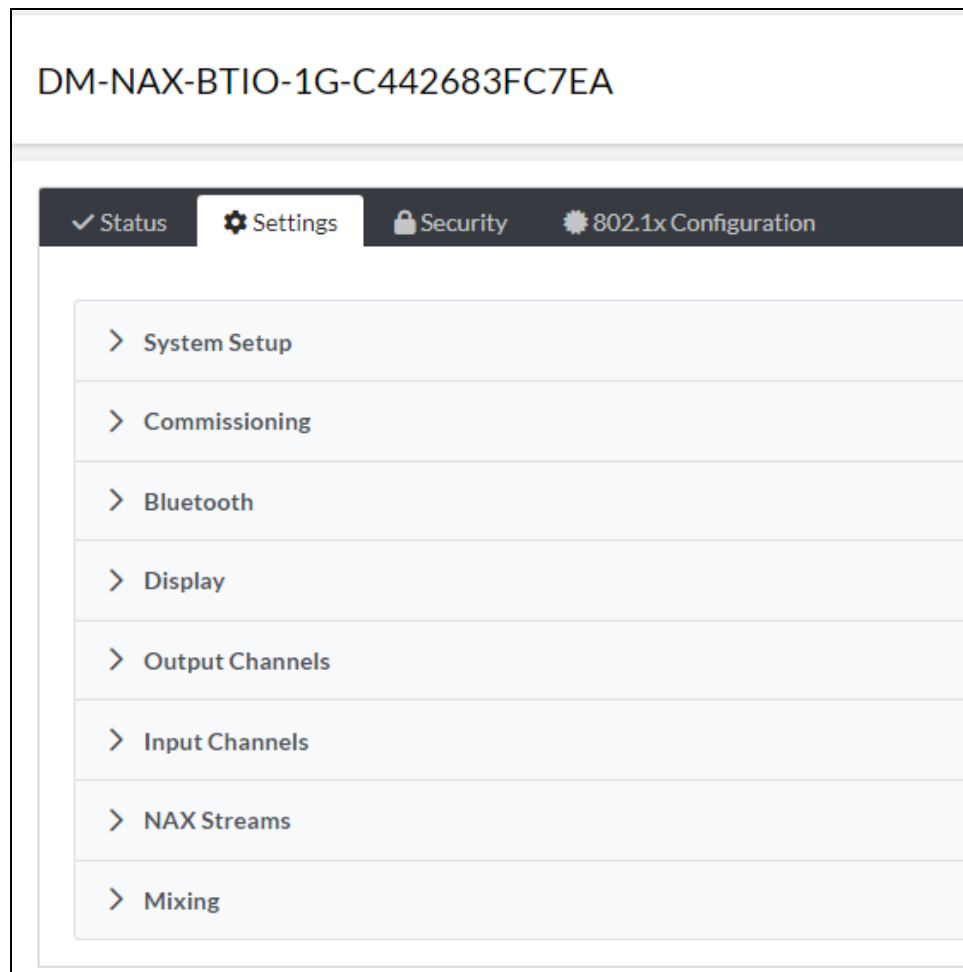 DM-NAX-BTIO-1G-C442683FC7EA
Status Settings Security 802.1x Configuration
System Setup
Commissioning
Bluetooth
Display
Output Channels
Input Channels
NAX Streams
Mixing